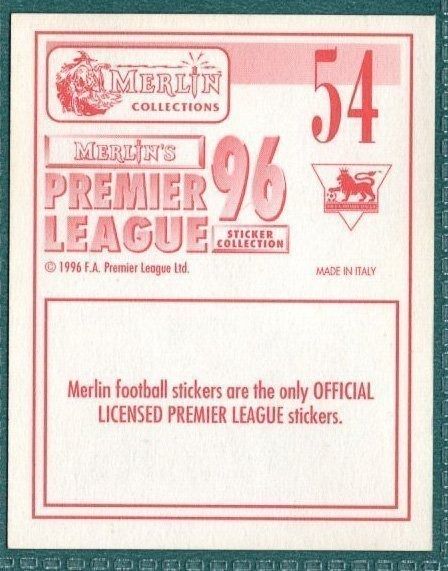 MERLIN
COLLECTIONS
54
MERLIN'S
PREMIER
LEAGUE
96
STICKER
COLLECTION
© 1996 F.A. Premier League Ltd.
MADE IN ITALY
Merlin football stickers are the only OFFICIAL
LICENSED PREMIER LEAGUE stickers.